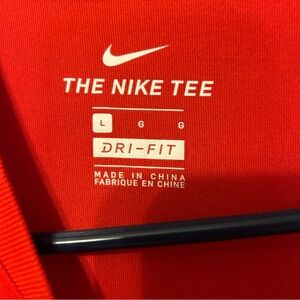 THE NIKE TEE
L G G
DRI-FIT
MADE IN CHINA
FABRIQUE EN CHINE